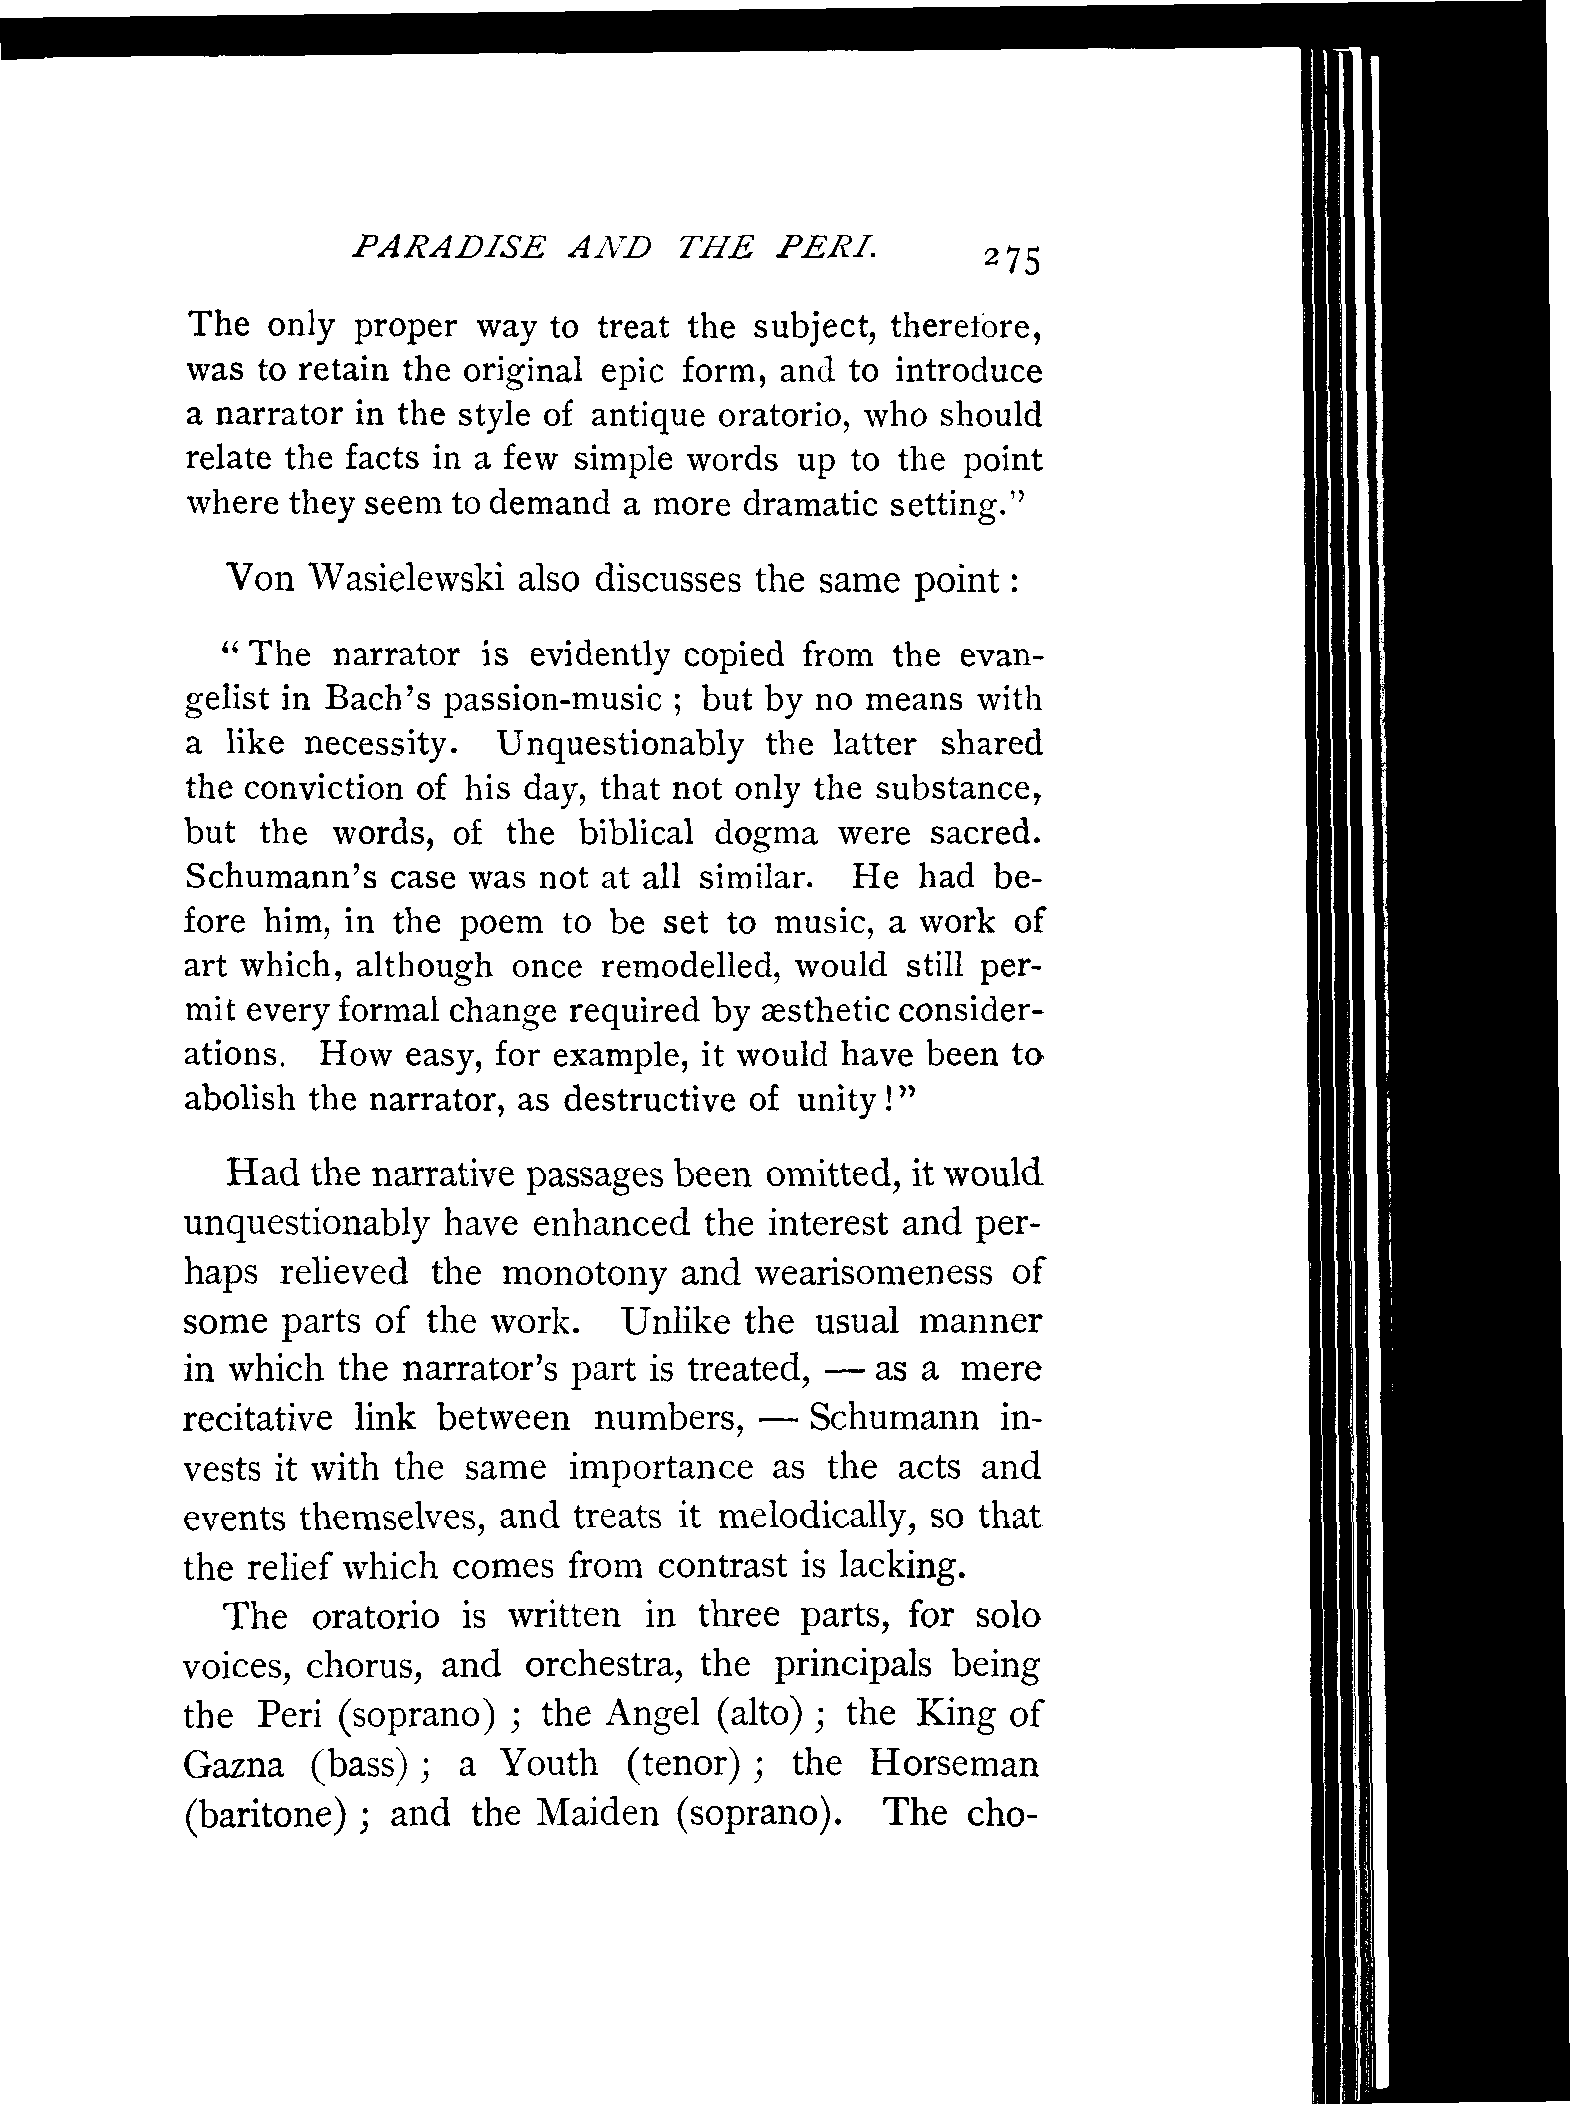 PARADISE AND THE PERI. 275
The only proper way to treat the subject, therefore,
was to retain the original epic form, and to introduce
a narrator in the style of antique oratorio, who should
relate the facts in a few simple words up to the point
where they seem to demand a more dramatic setting."
Von Wasielewski also discusses the same point :
" The narrator is evidently copied from the evan-
gelist in Bach's passion-music ; but by no means with
a like necessity. Unquestionably the latter shared
the conviction of his day, that not only the substance,
but the words, of the biblical dogma were sacred.
Schumann's case was not at all similar. He had be-
fore him, in the poem to be set to music, a work of
art which, although once remodelled, would still per-
mit every formal change required by æsthetic consider-
ations. How easy, for example, it would have been to
abolish the narrator, as destructive of unity !"
Had the narrative passages been omitted, it would
unquestionably have enhanced the interest and per-
haps relieved the monotony and wearisomeness of
some parts of the work. Unlike the usual manner
in which the narrator's part is treated, — as a mere
recitative link between numbers, — Schumann in-
vests it with the same importance as the acts and
events themselves, and treats it melodically, so that
the relief which comes from contrast is lacking.
The oratorio is written in three parts, for solo
voices, chorus, and orchestra, the principals being
the Peri (soprano) ; the Angel (alto) ; the King of
Gazna (bass) ; a Youth (tenor) ; the Horseman
(baritone) ; and the Maiden (soprano). The cho-